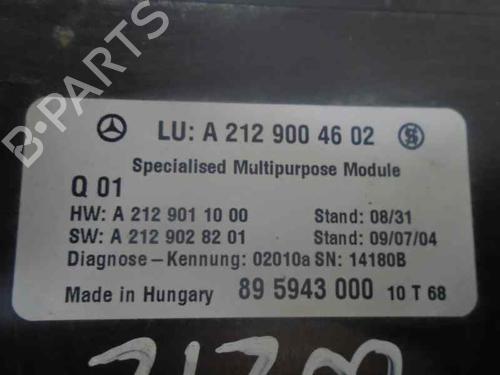 B-PARTS
LU: A 212 900 46 02
Specialised Multipurpose Module
Q 01
HW: A 212 901 10 00 Stand: 08/31
SW: A 212 902 82 01 Stand: 09/07/04
Diagnose – Kennung: 02010a SN: 14180B
Made in Hungary 89 5943 000 10 T 68